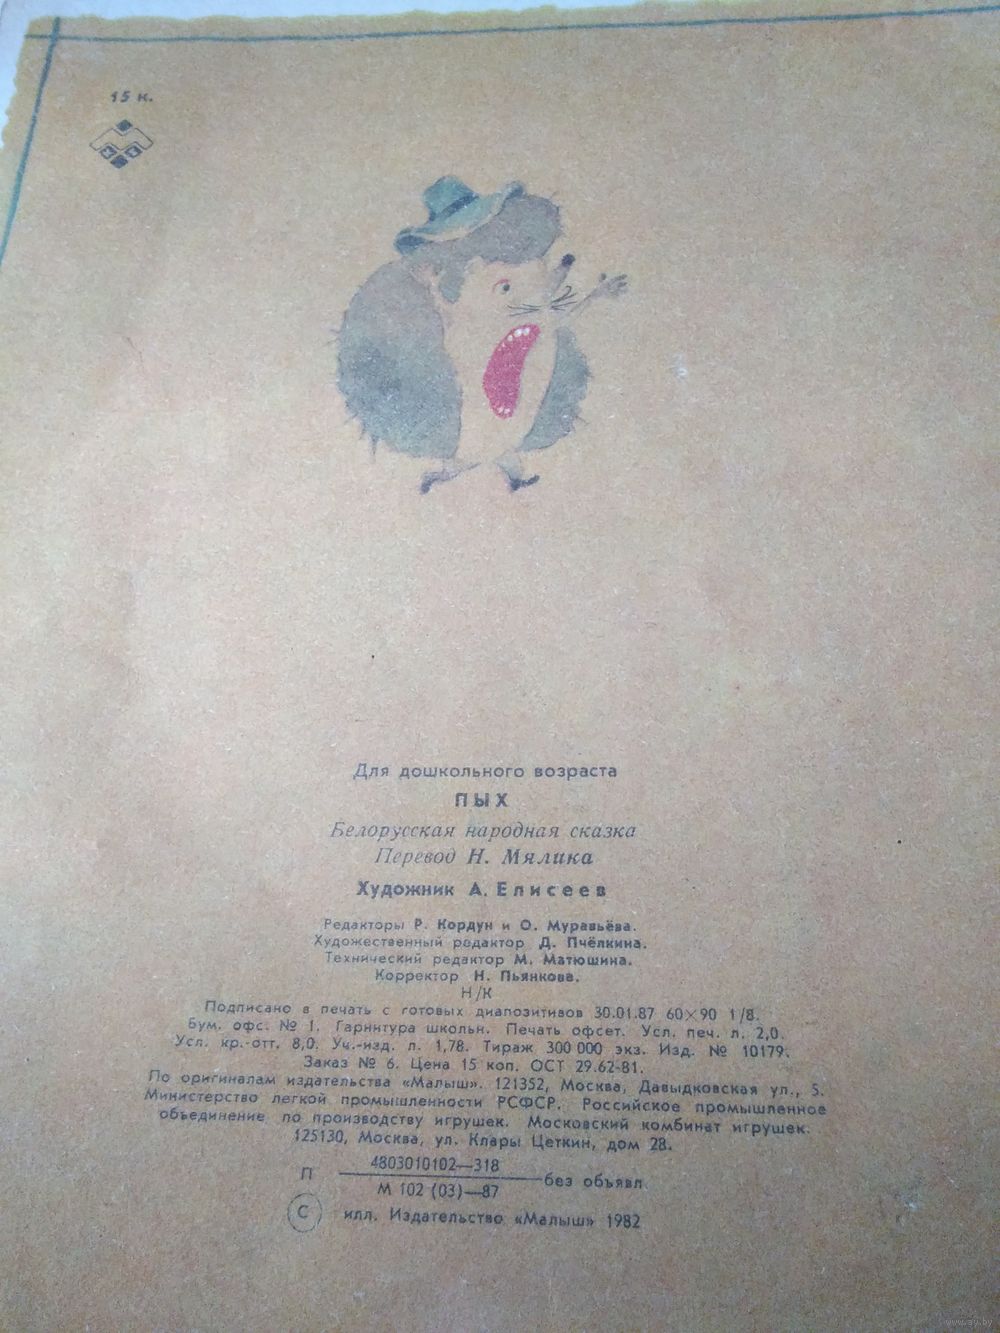 15 к.
Для дошкольного возраста
ПЫХ
Белорусская народная сказка
Перевод Н. Мялика
Художник А. Елисеев
Редакторы Р. Кордун и О. Муравьёва.
Художественный редактор Д. Пчёлкина.
Технический редактор М. Матюшина.
Корректор Н. Пьянкова.
Н/К
Подписано в печать с готовых диапозитивов 30.01.87 60×90 1/8.
Бум. офс. № 1. Гарнитура школьн. Печать офсет. Усл. печ. л. 2,0.
Усл. кр.-отт. 8,0. Уч.-изд. л. 1,78. Тираж 300 000 экз. Изд. № 10179.
Заказ № 6. Цена 15 коп. ОСТ 29.62-81.
По оригиналам издательства «Малыш». 121352, Москва, Давыдковская ул., 5.
Министерство легкой промышленности РСФСР. Российское промышленное
объединение по производству игрушек. Московский комбинат игрушек.
125130, Москва, ул. Клары Цеткин, дом 28.
П 4803010102—318
М 102 (03)—87 без объявл.
© илл. Издательство «Малыш» 1982
www.ay.by